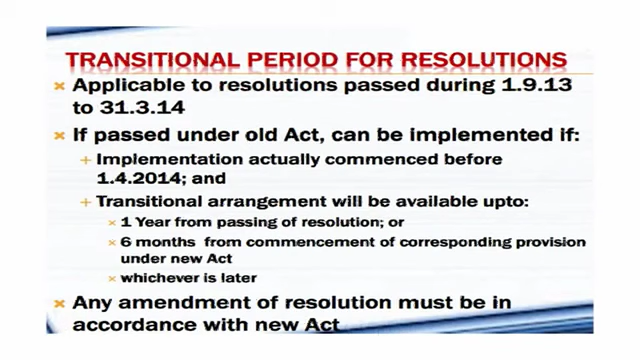 TRANSITIONAL PERIOD FOR RESOLUTIONS
Applicable to resolutions passed during 1.9.13
to 31.3.14
If passed under old Act, can be implemented if:
Implementation actually commenced before
1.4.2014; and
Transitional arrangement will be available upto:
1 Year from passing of resolution; or
6 months from commencement of corresponding provision
under new Act
whichever is later
Any amendment of resolution must be in
accordance with new Act